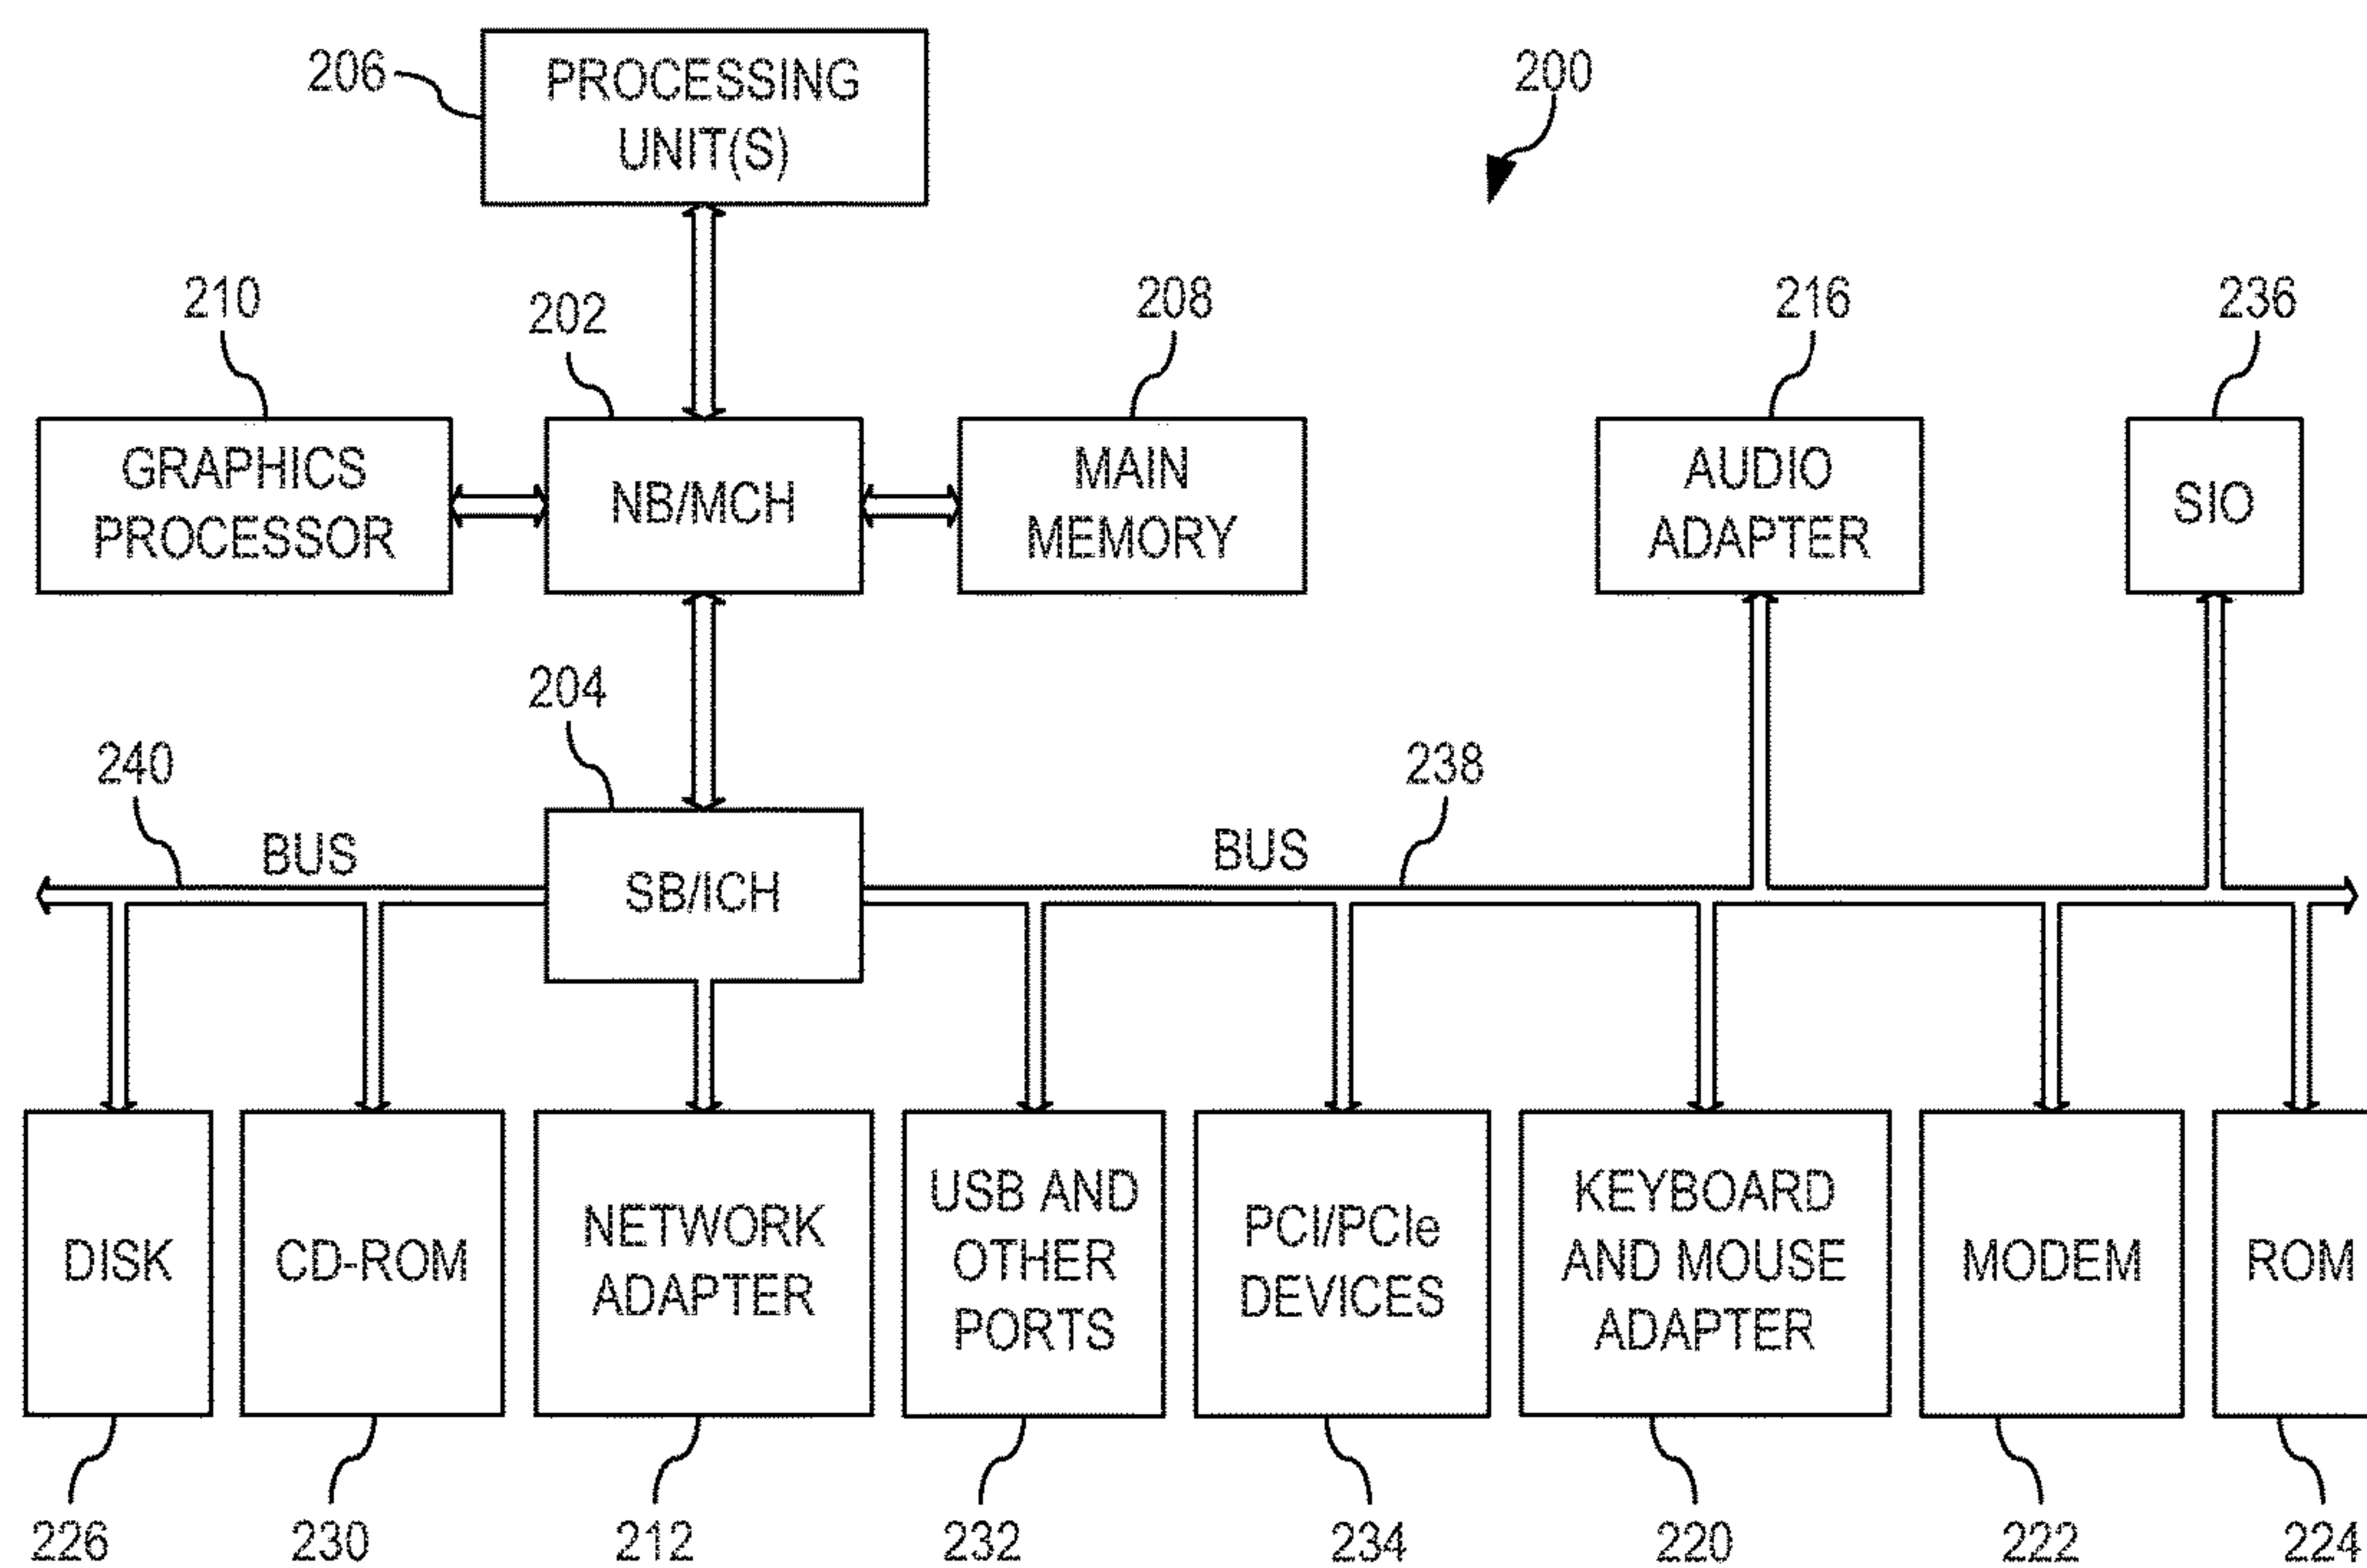 206
PROCESSING
UNIT(S)
200
210
202
208
216
236
GRAPHICS
PROCESSOR
NB/MCH
MAIN
MEMORY
AUDIO
ADAPTER
SIO
204
240
238
BUS
BUS
SB/ICH
DISK
CD-ROM
NETWORK
ADAPTER
USB AND
OTHER
PORTS
PCI/PCIe
DEVICES
KEYBOARD
AND MOUSE
ADAPTER
MODEM
ROM
226
230
212
232
234
220
222
224